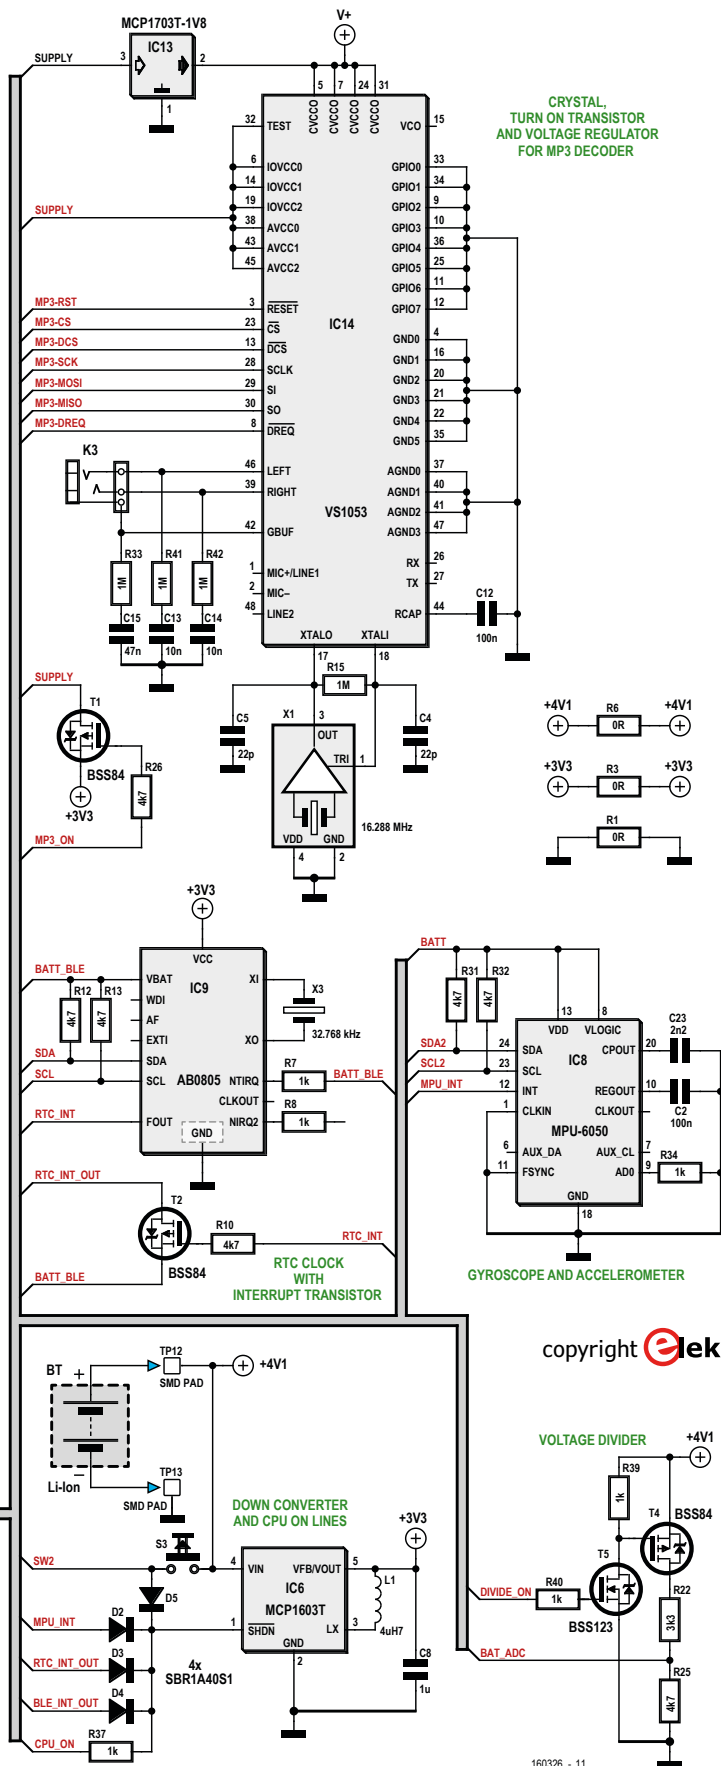 MCP1703T-1V8
IC13
SUPPLY 3 2
1
V+
5 7 24 31
CVCC0 CVCC0 CVCC0 CVCC0
CRYSTAL,
TURN ON TRANSISTOR
AND VOLTAGE REGULATOR
FOR MP3 DECODER
32 TEST VCO 15
6 IOVCC0 GPIO0 33
14 IOVCC1 GPIO1 34
19 IOVCC2 GPIO2 9
SUPPLY
38 AVCC0 GPIO3 10
43 AVCC1 GPIO4 36
45 AVCC2 GPIO5 25
GPIO6 11
MP3-RST 3 RESET GPIO7 12
MP3-CS 23 CS
IC14
MP3-DCS 13 DCS GND0 4
MP3-SCK 28 SCLK GND1 16
MP3-MOSI 29 SI GND2 20
MP3-MISO 30 SO GND3 21
MP3-DREQ 8 DREQ GND4 22
GND5 35
K3
46 LEFT AGND0 37
39 RIGHT AGND1 40
VS1053
AGND2 41
42 GBUF AGND3 47
R33 R41 R42
1M 1M 1M
1 MIC+/LINE1 RX 26
2 MIC– TX 27
48 LINE2 RCAP 44
C12
100n
C15 C13 C14
47n 10n 10n
XTALO XTALI
17 18
R15
1M
SUPPLY
T1
BSS84
+3V3
R26
4k7
MP3_ON
C5
22p
X1 3
OUT
TRI 1
C4
22p
VDD GND
4 2
16.288 MHz
+4V1 R6 +4V1
0R
+3V3 R3 +3V3
0R
R1
0R
+3V3
VCC
BATT_BLE VBAT IC9 XI
R12 R13
4k7 4k7
WDI
AF
EXTI XO
X3
32.768 kHz
SDA SDA
SCL SCL AB0805 NTIRQ
R7
1k
BATT_BLE
CLKOUT
RTC_INT FOUT GND NIRQ2
R8
1k
BATT
R31 R32
4k7 4k7
13 8
VDD VLOGIC
C23
2n2
SDA2 24 SDA CPOUT 20
IC8
SCL2 23 SCL
MPU_INT 12 INT REGOUT 10
C2
100n
1 CLKIN CLKOUT
MPU-6050
6 AUX_DA AUX_CL 7
11 FSYNC AD0 9
R34
1k
GND
18
GYROSCOPE AND ACCELEROMETER
RTC_INT_OUT
T2
BSS84
R10
4k7
RTC_INT
BATT_BLE
RTC CLOCK
WITH
INTERRUPT TRANSISTOR
copyright elek
BT +
–
Li-Ion
TP12
SMD PAD
+4V1
TP13
SMD PAD
DOWN CONVERTER
AND CPU ON LINES
+3V3
S3
SW2
4 VIN VFB/VOUT 5
IC6
MCP1603T
L1
4uH7
D5
MPU_INT D2
1 SHDN LX 3
GND
2
RTC_INT_OUT D3
4x
SBR1A40S1
BLE_INT_OUT D4
C8
1u
CPU_ON R37
1k
VOLTAGE DIVIDER
+4V1
R39
1k
T4
BSS84
T5
BSS123
DIVIDE_ON R40
1k
R22
3k3
BAT_ADC
R25
4k7
160326 - 11